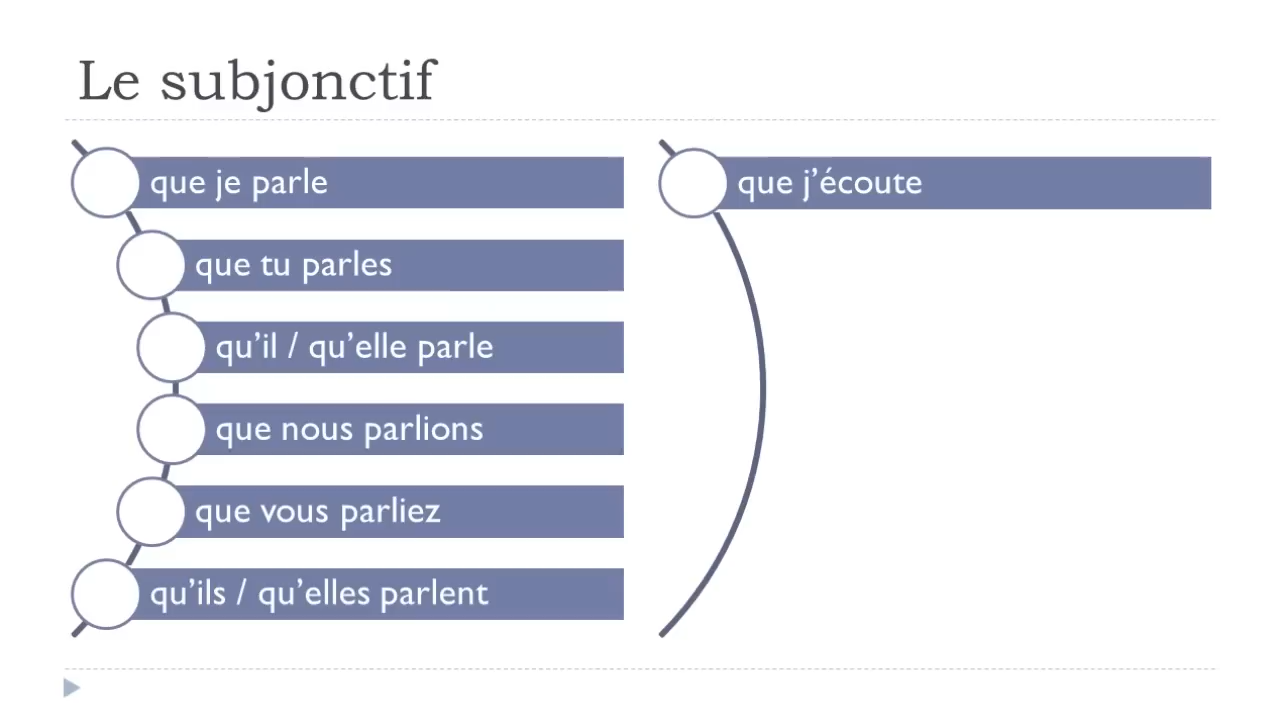 Le subjonctif
que je parle
que tu parles
qu’il / qu’elle parle
que nous parlions
que vous parliez
qu’ils / qu’elles parlent
que j’écoute